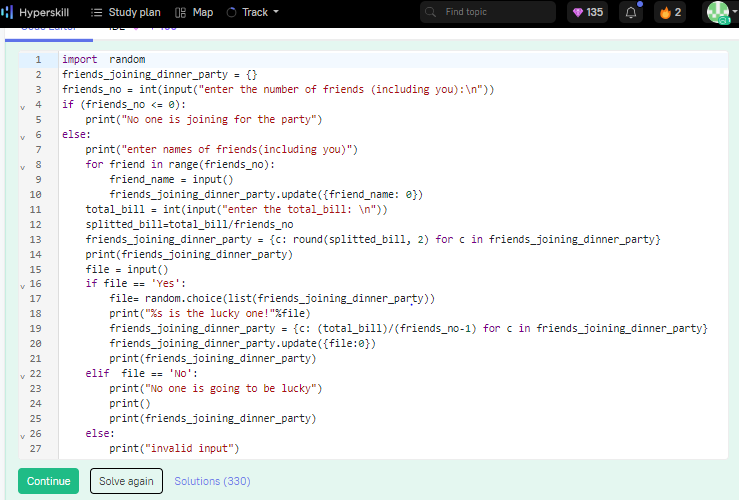 Hyperskill Study plan Map Track Find topic 135 2
1 import  random
2 friends_joining_dinner_party = {}
3 friends_no = int(input("enter the number of friends (including you):\n"))
4 if (friends_no <= 0):
5     print("No one is joining for the party")
6 else:
7     print("enter names of friends(including you)")
8     for friend in range(friends_no):
9         friend_name = input()
10         friends_joining_dinner_party.update({friend_name: 0})
11     total_bill = int(input("enter the total_bill: \n"))
12     splitted_bill=total_bill/friends_no
13     friends_joining_dinner_party = {c: round(splitted_bill, 2) for c in friends_joining_dinner_party}
14     print(friends_joining_dinner_party)
15     file = input()
16     if file == 'Yes':
17         file= random.choice(list(friends_joining_dinner_party))
18         print("%s is the lucky one!"%file)
19         friends_joining_dinner_party = {c: (total_bill)/(friends_no-1) for c in friends_joining_dinner_party}
20         friends_joining_dinner_party.update({file:0})
21         print(friends_joining_dinner_party)
22     elif  file == 'No':
23         print("No one is going to be lucky")
24         print()
25         print(friends_joining_dinner_party)
26     else:
27         print("invalid input")
Continue Solve again Solutions (330)